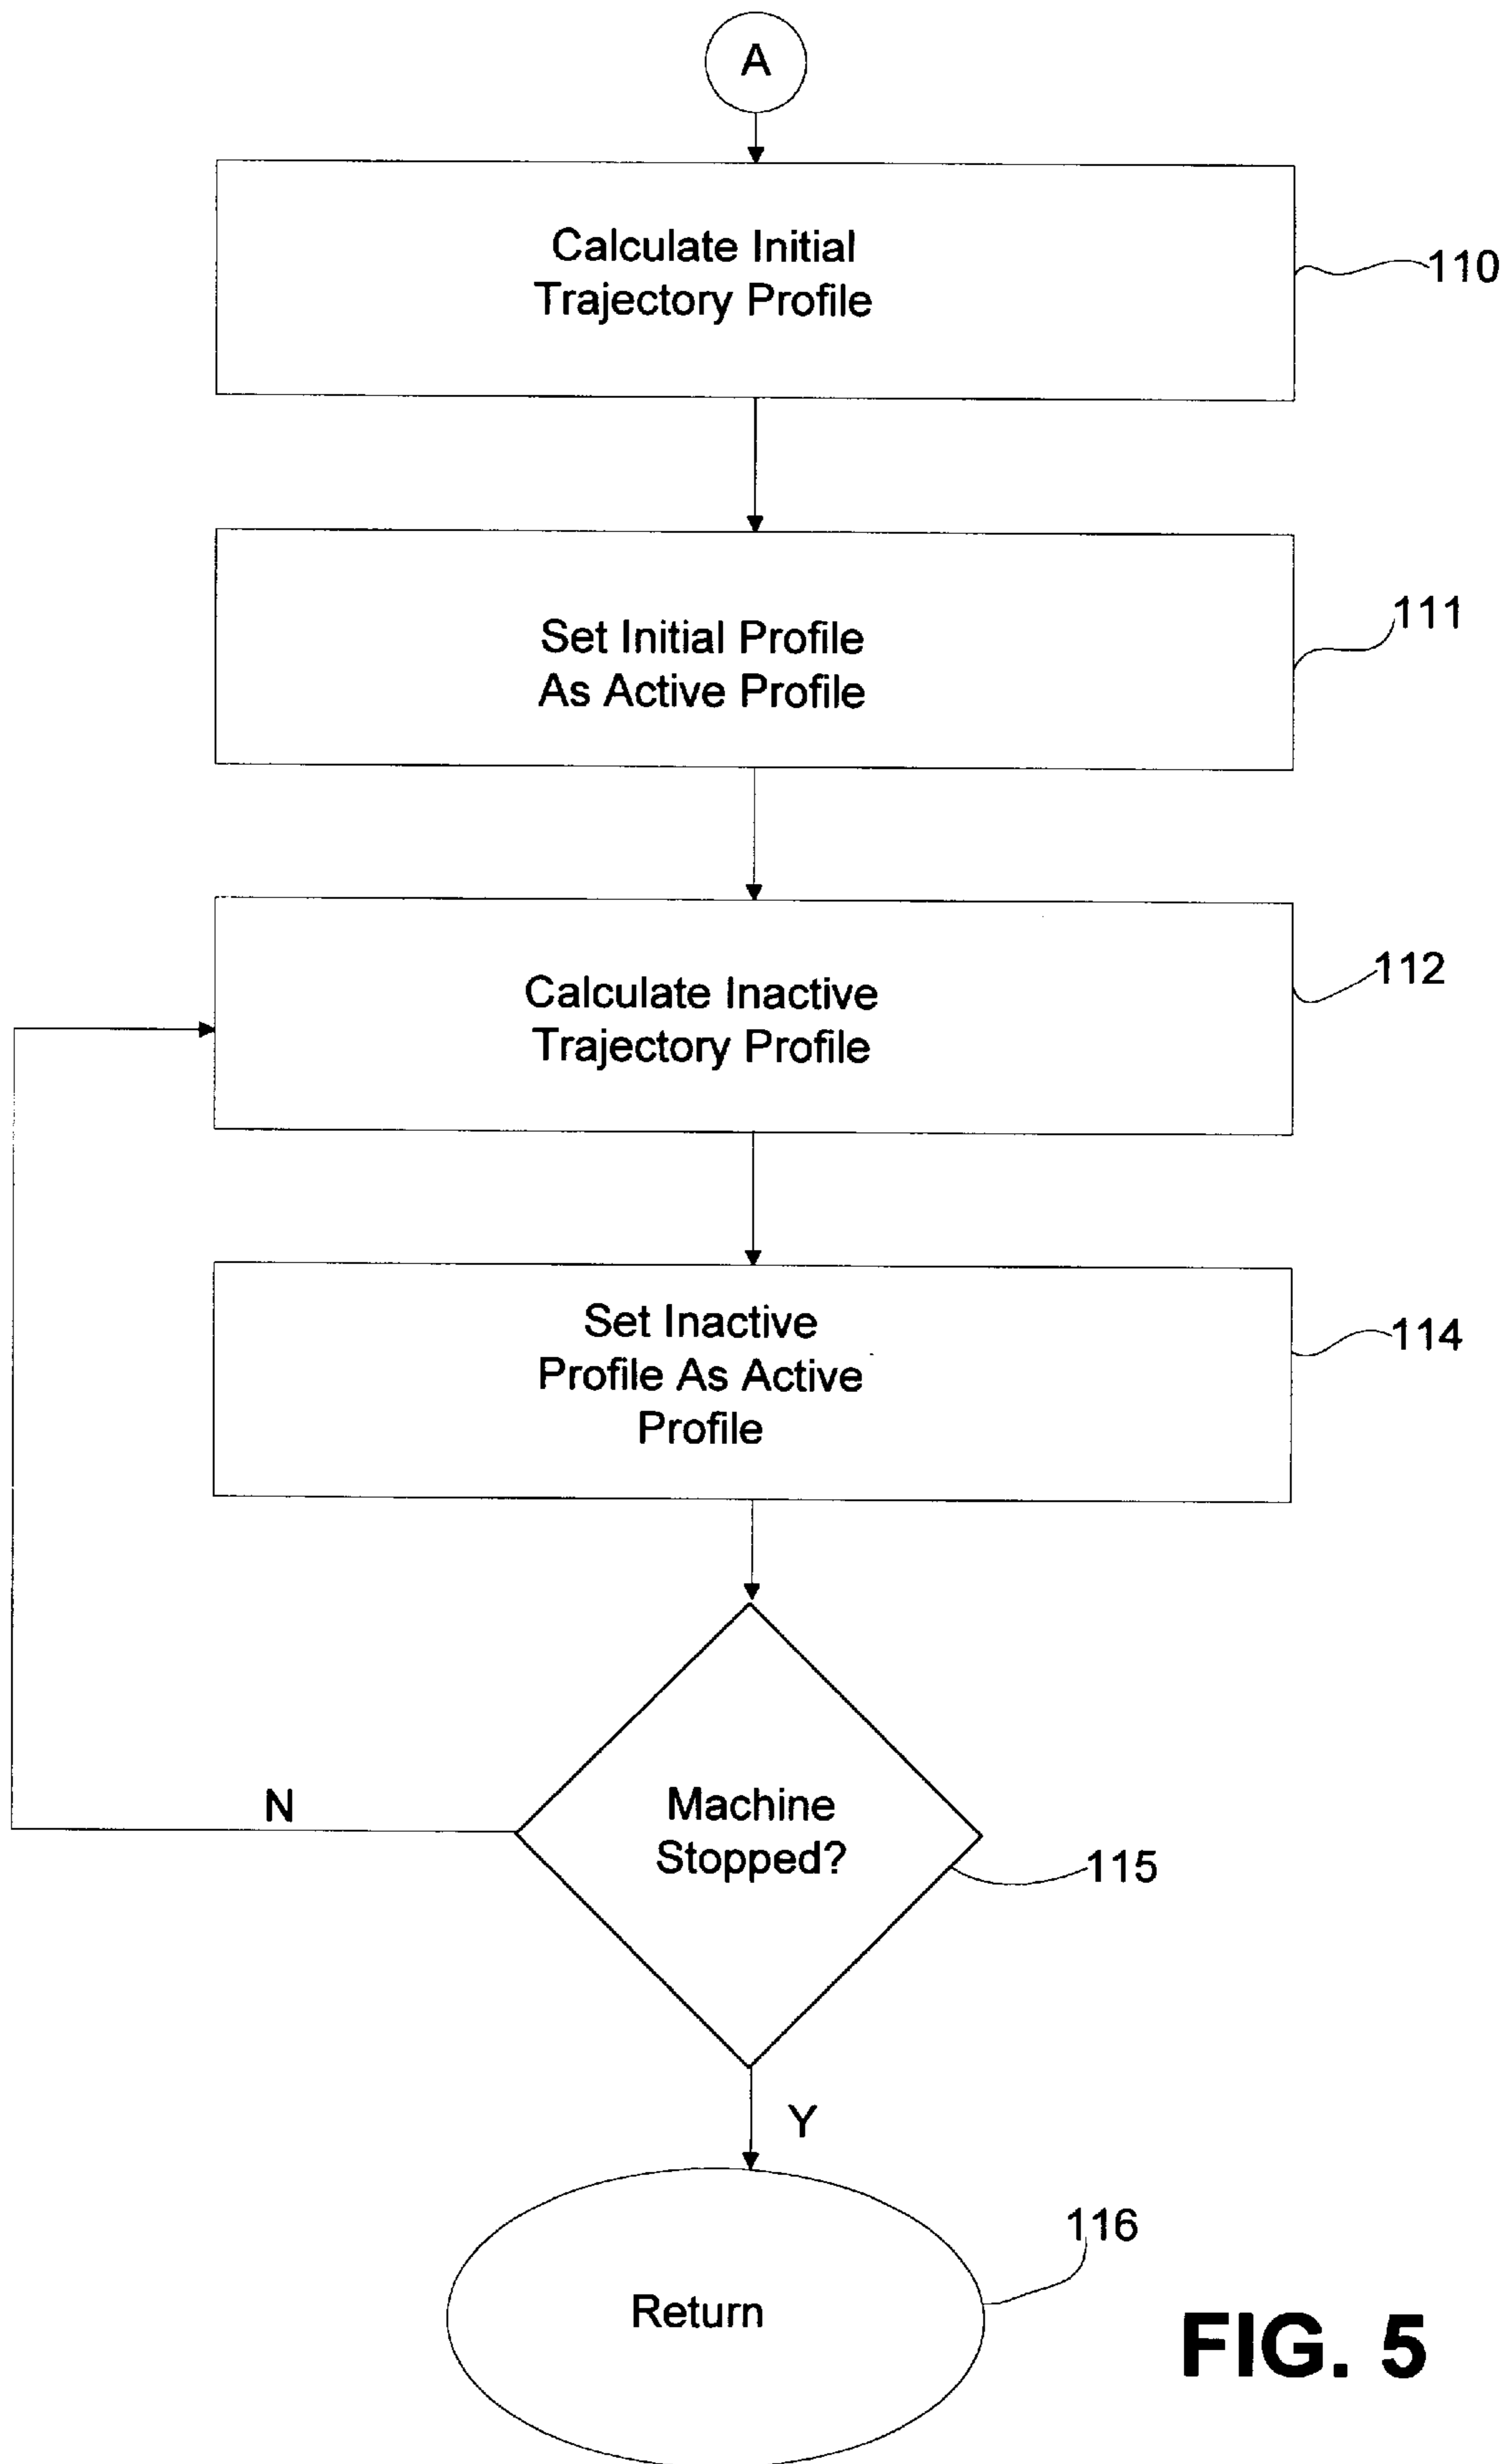 A
Calculate Initial
Trajectory Profile
110
Set Initial Profile
As Active Profile
111
Calculate Inactive
Trajectory Profile
112
Set Inactive
Profile As Active
Profile
114
Machine
Stopped?
115
N
Y
Return
116
FIG. 5